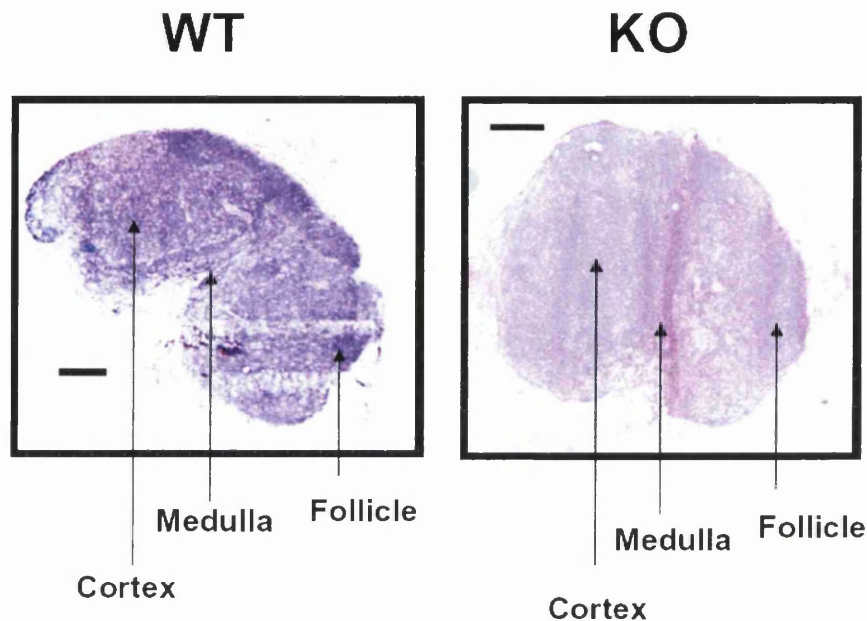 WT
KO
Medulla
Follicle
Cortex
Medulla
Follicle
Cortex